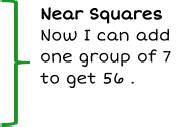 Near Squares
Now I can add
one group of 7
to get 56 .